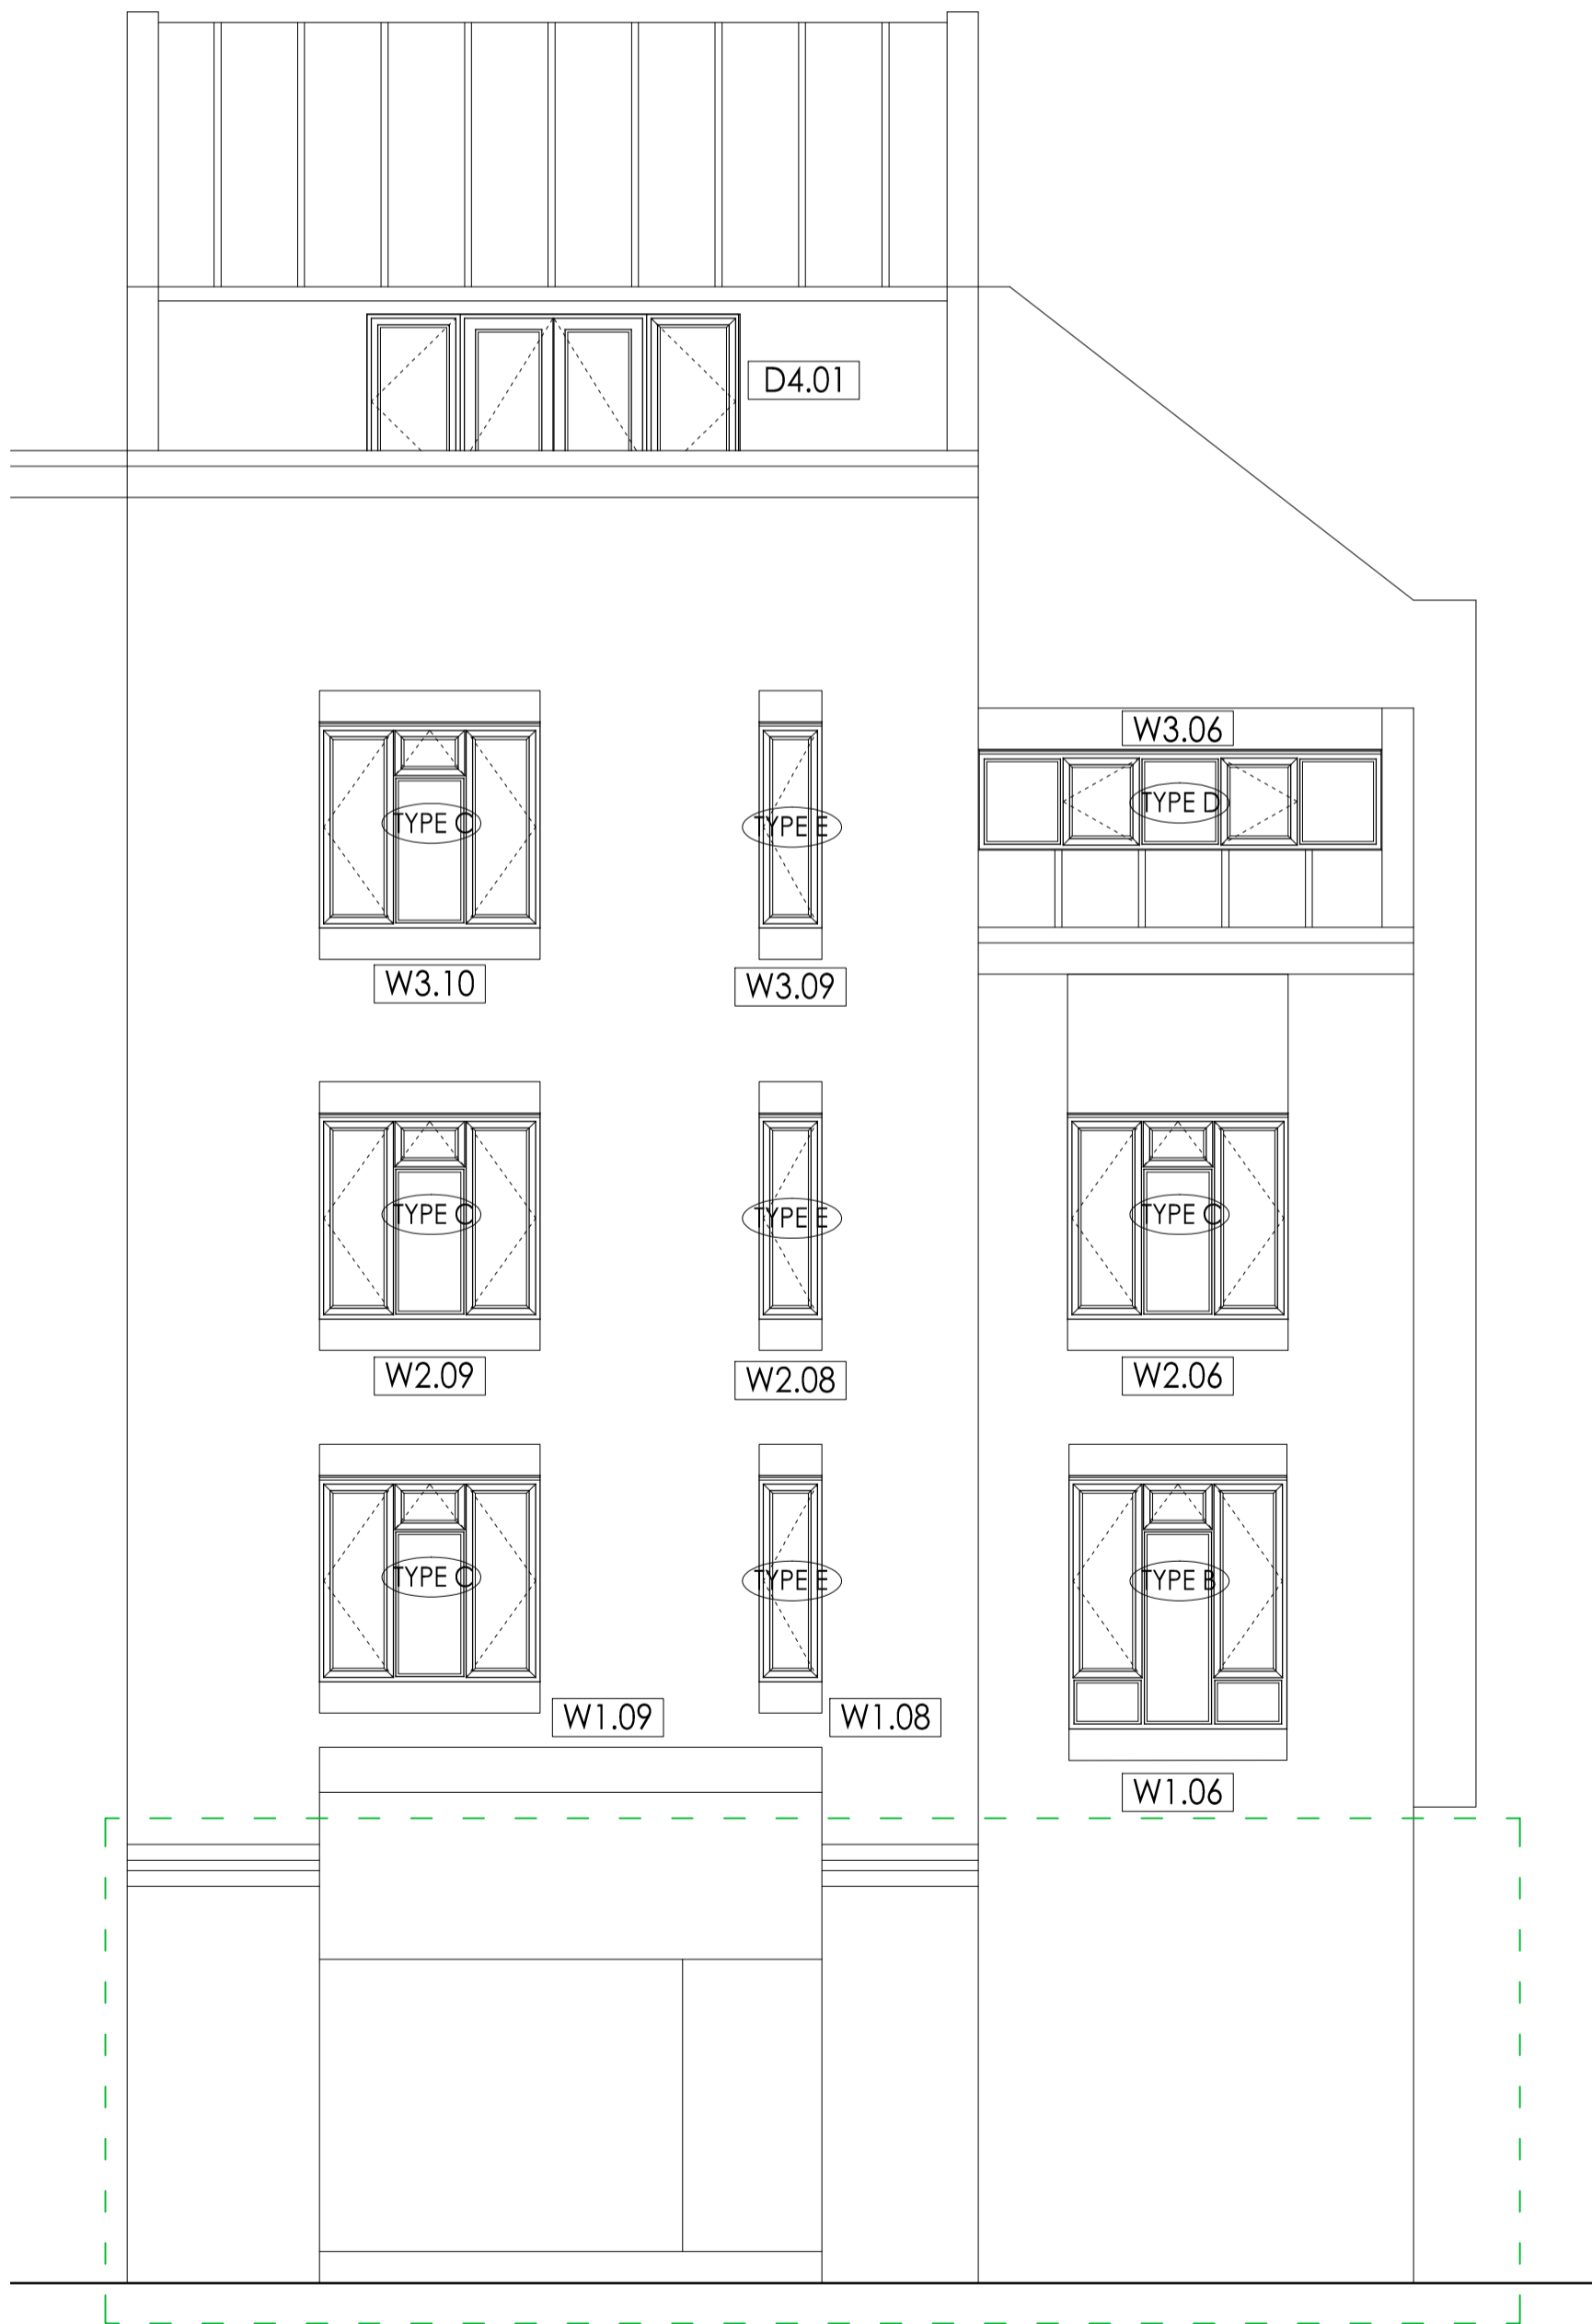 D4.01
W3.06
TYPE C
TYPE E
TYPE D
W3.10
W3.09
TYPE C
TYPE E
TYPE C
W2.09
W2.08
W2.06
TYPE C
TYPE E
TYPE B
W1.09
W1.08
W1.06